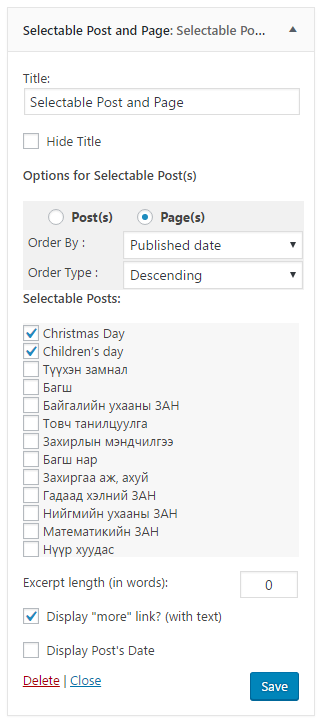 Selectable Post and Page: Selectable Po...
Title:
Selectable Post and Page
Hide Title
Options for Selectable Post(s)
Post(s) Page(s)
Order By : Published date
Order Type : Descending
Selectable Posts:
Christmas Day
Children's day
Түүхэн замнал
Багш
Байгалийн ухааны ЗАН
Товч танилцуулга
Захирлын мэндчилгээ
Багш нар
Захиргаа аж, ахуй
Гадаад хэлний ЗАН
Нийгмийн ухааны ЗАН
Математикийн ЗАН
Нүүр хуудас
Excerpt length (in words): 0
Display "more" link? (with text)
Display Post's Date
Delete | Close Save